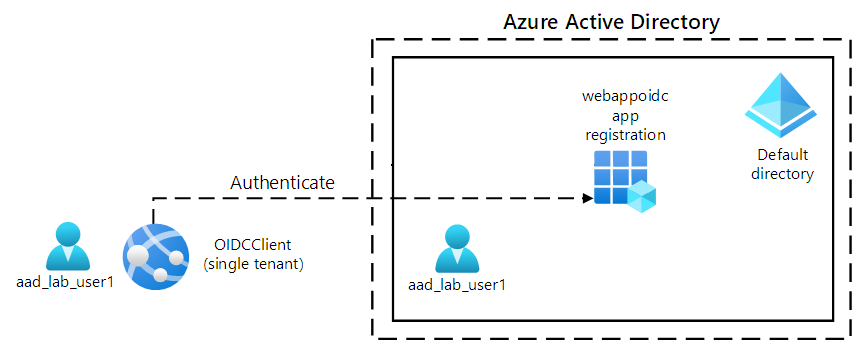 Azure Active Directory
webappoidc
app
registration
Default
directory
Authenticate
OIDCClient
(single tenant)
aad_lab_user1
aad_lab_user1